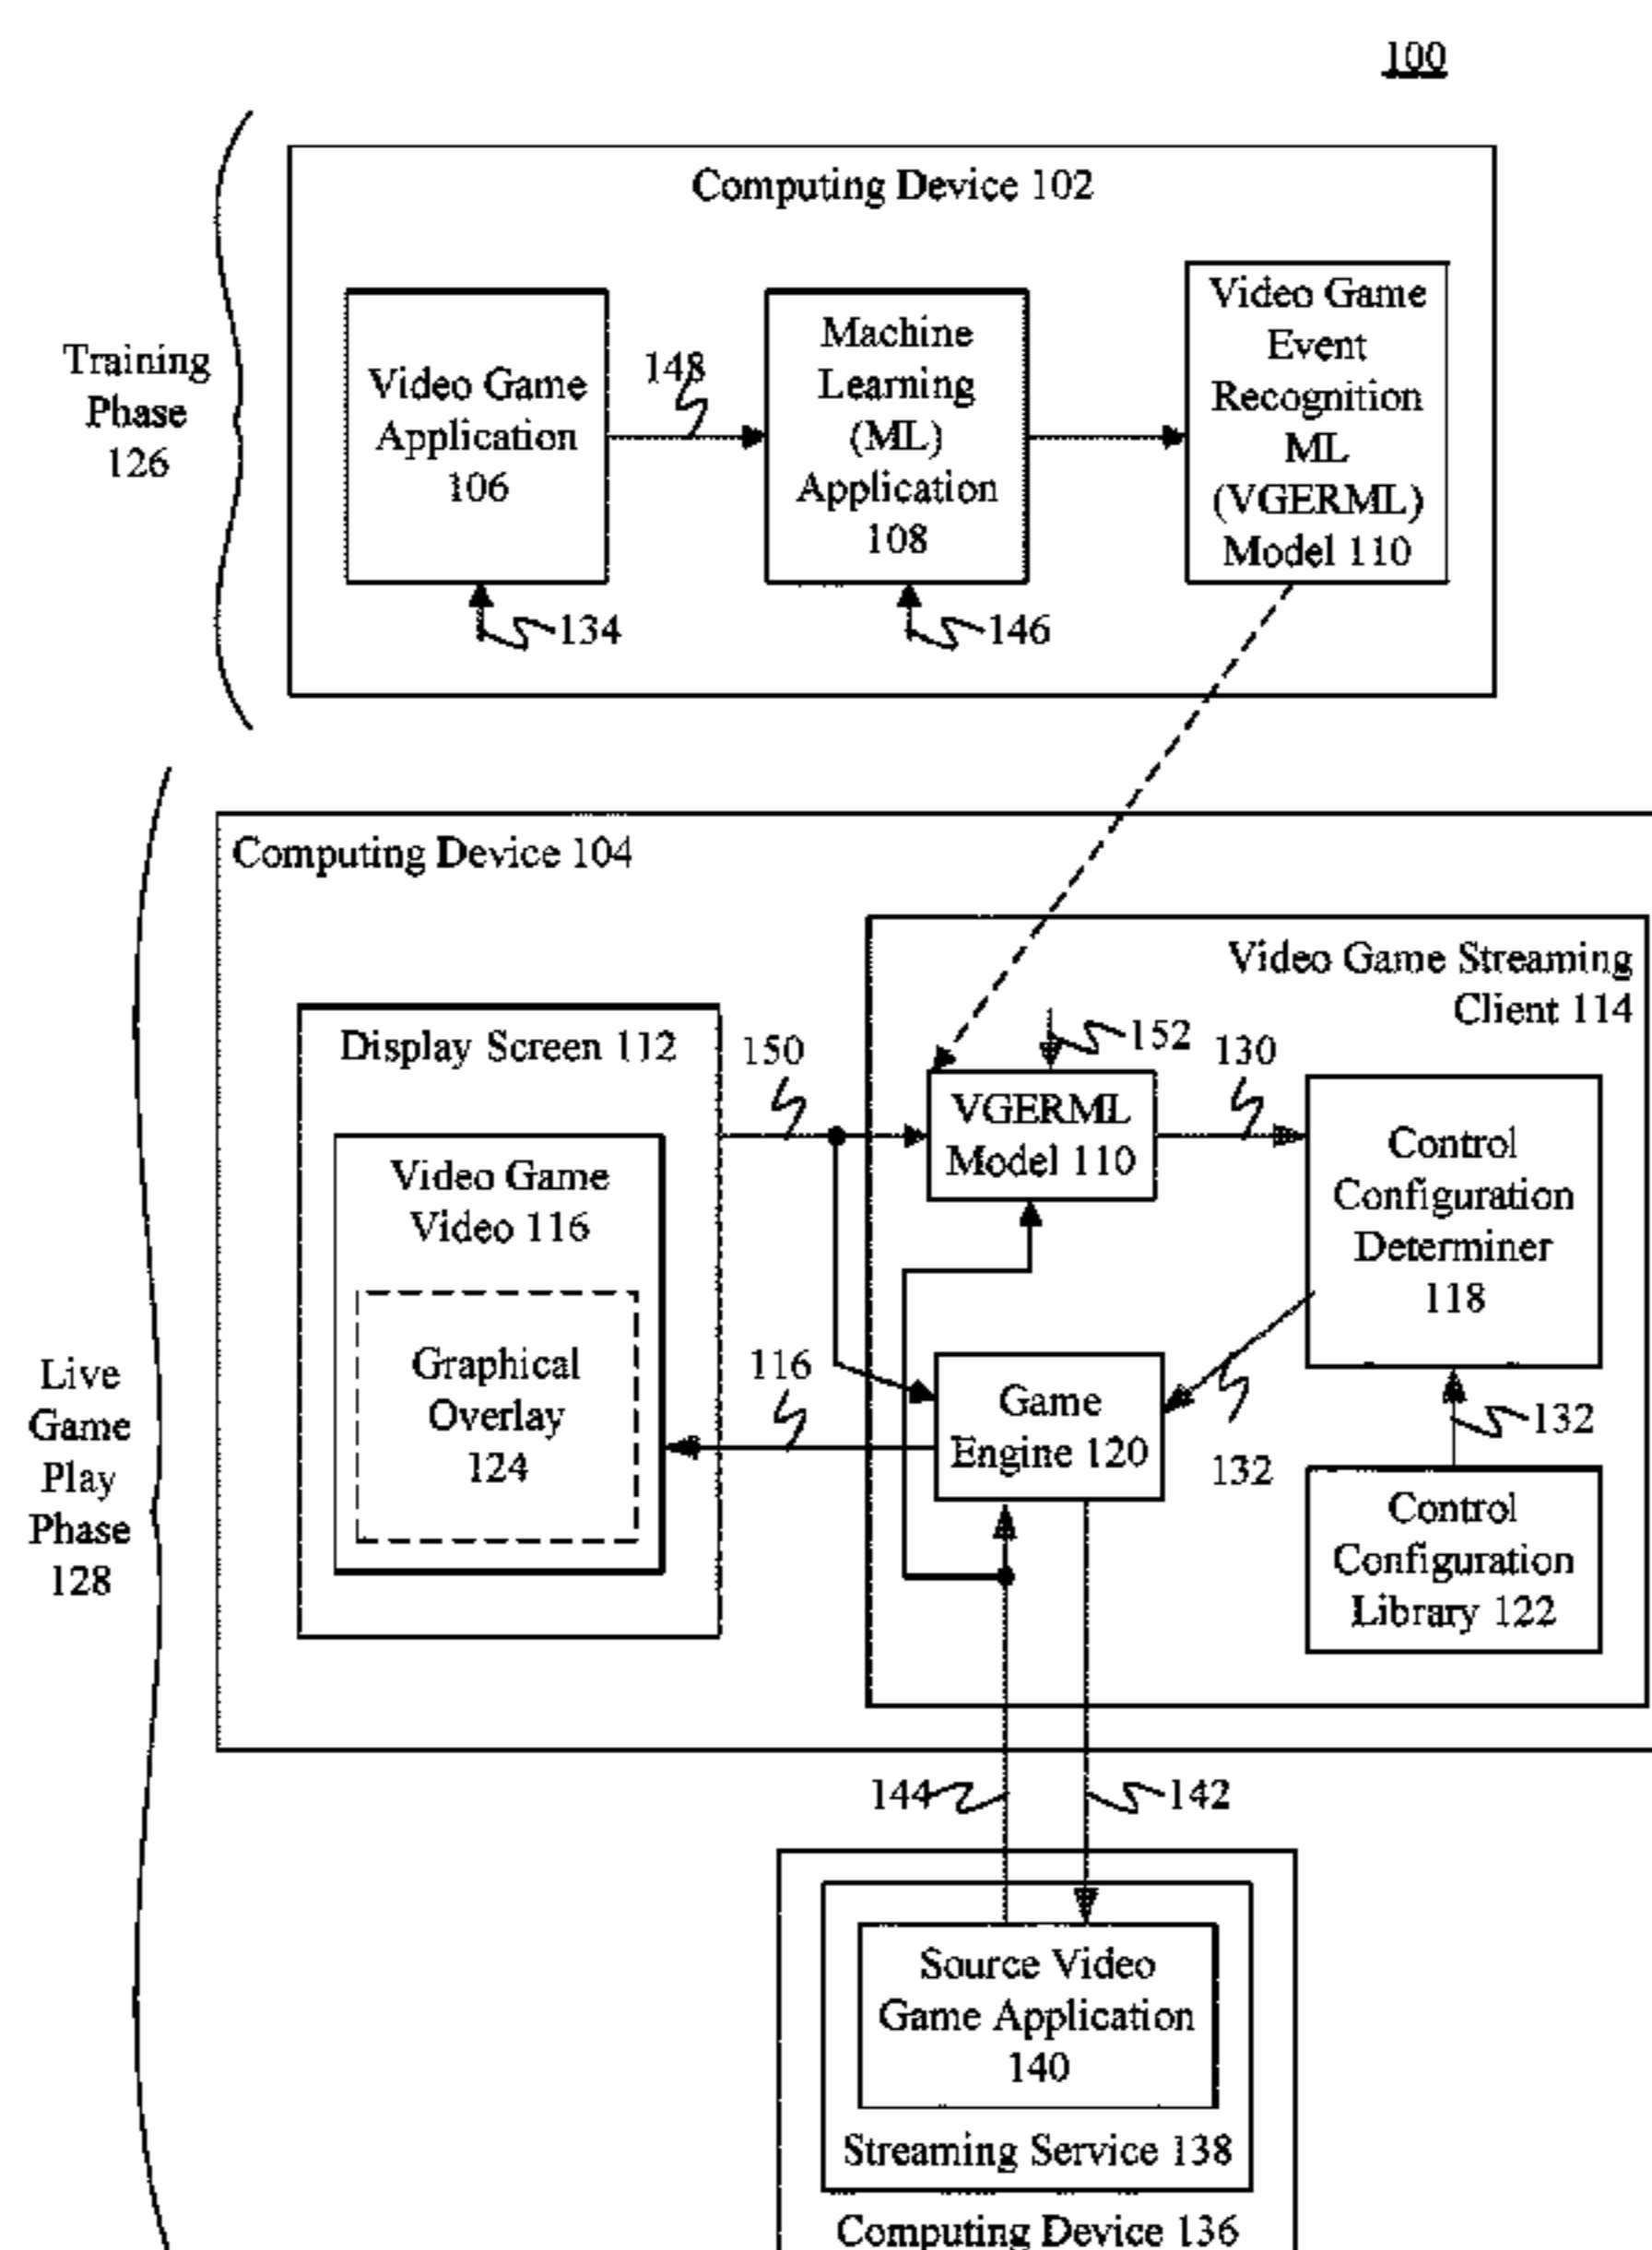 100
Computing Device 102
Training
Phase
126
Video Game
Application
106
148
Machine
Learning
(ML)
Application
108
Video Game
Event
Recognition
ML
(VGERML)
Model 110
134
146
Computing Device 104
Video Game Streaming
Client 114
Display Screen 112
150
152
130
VGERML
Model 110
Control
Configuration
Determiner
118
Video Game
Video 116
Graphical
Overlay
124
116
Game
Engine 120
132
132
Control
Configuration
Library 122
Live
Game
Play
Phase
128
144
142
Source Video
Game Application
140
Streaming Service 138
Computing Device 136